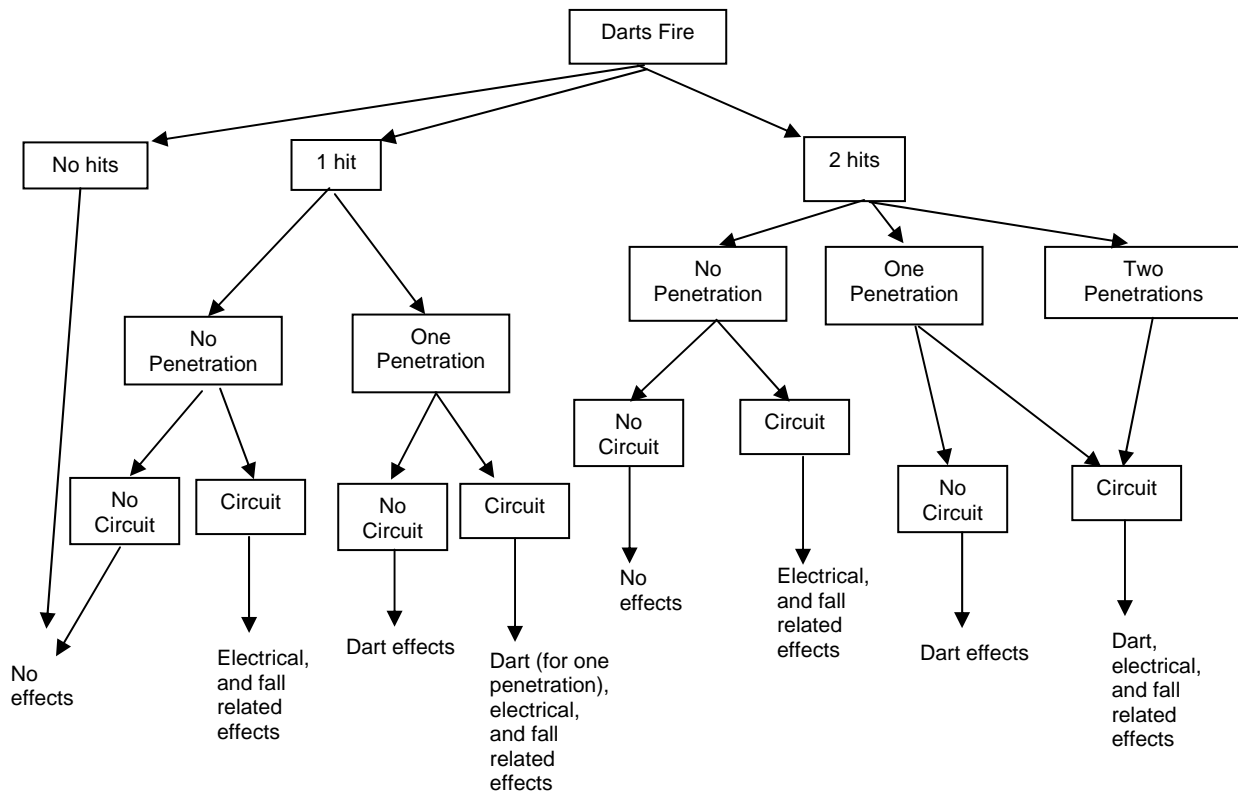 Darts Fire
No hits
1 hit
2 hits
No
Penetration
One
Penetration
Two
Penetrations
No
Penetration
One
Penetration
No
Circuit
Circuit
No
Circuit
Circuit
No
Circuit
Circuit
No
Circuit
Circuit
No
effects
Electrical,
and fall
related
effects
Dart effects
Dart (for one
penetration),
electrical,
and fall
related
effects
No
effects
Electrical,
and fall
related
effects
Dart effects
Dart,
electrical,
and fall
related
effects